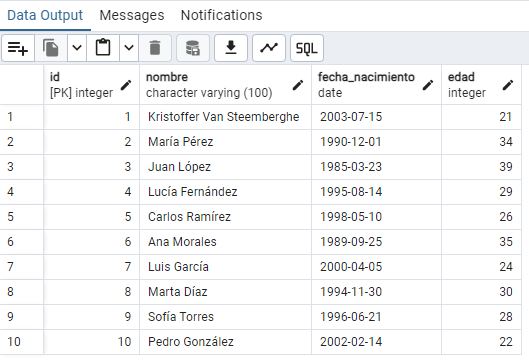 Data Output Messages Notifications
SQL
id nombre fecha_nacimiento edad
[PK] integer character varying (100) date integer
1 1 Kristoffer Van Steemberghe 2003-07-15 21
2 2 María Pérez 1990-12-01 34
3 3 Juan López 1985-03-23 39
4 4 Lucía Fernández 1995-08-14 29
5 5 Carlos Ramírez 1998-05-10 26
6 6 Ana Morales 1989-09-25 35
7 7 Luis García 2000-04-05 24
8 8 Marta Díaz 1994-11-30 30
9 9 Sofía Torres 1996-06-21 28
10 10 Pedro González 2002-02-14 22